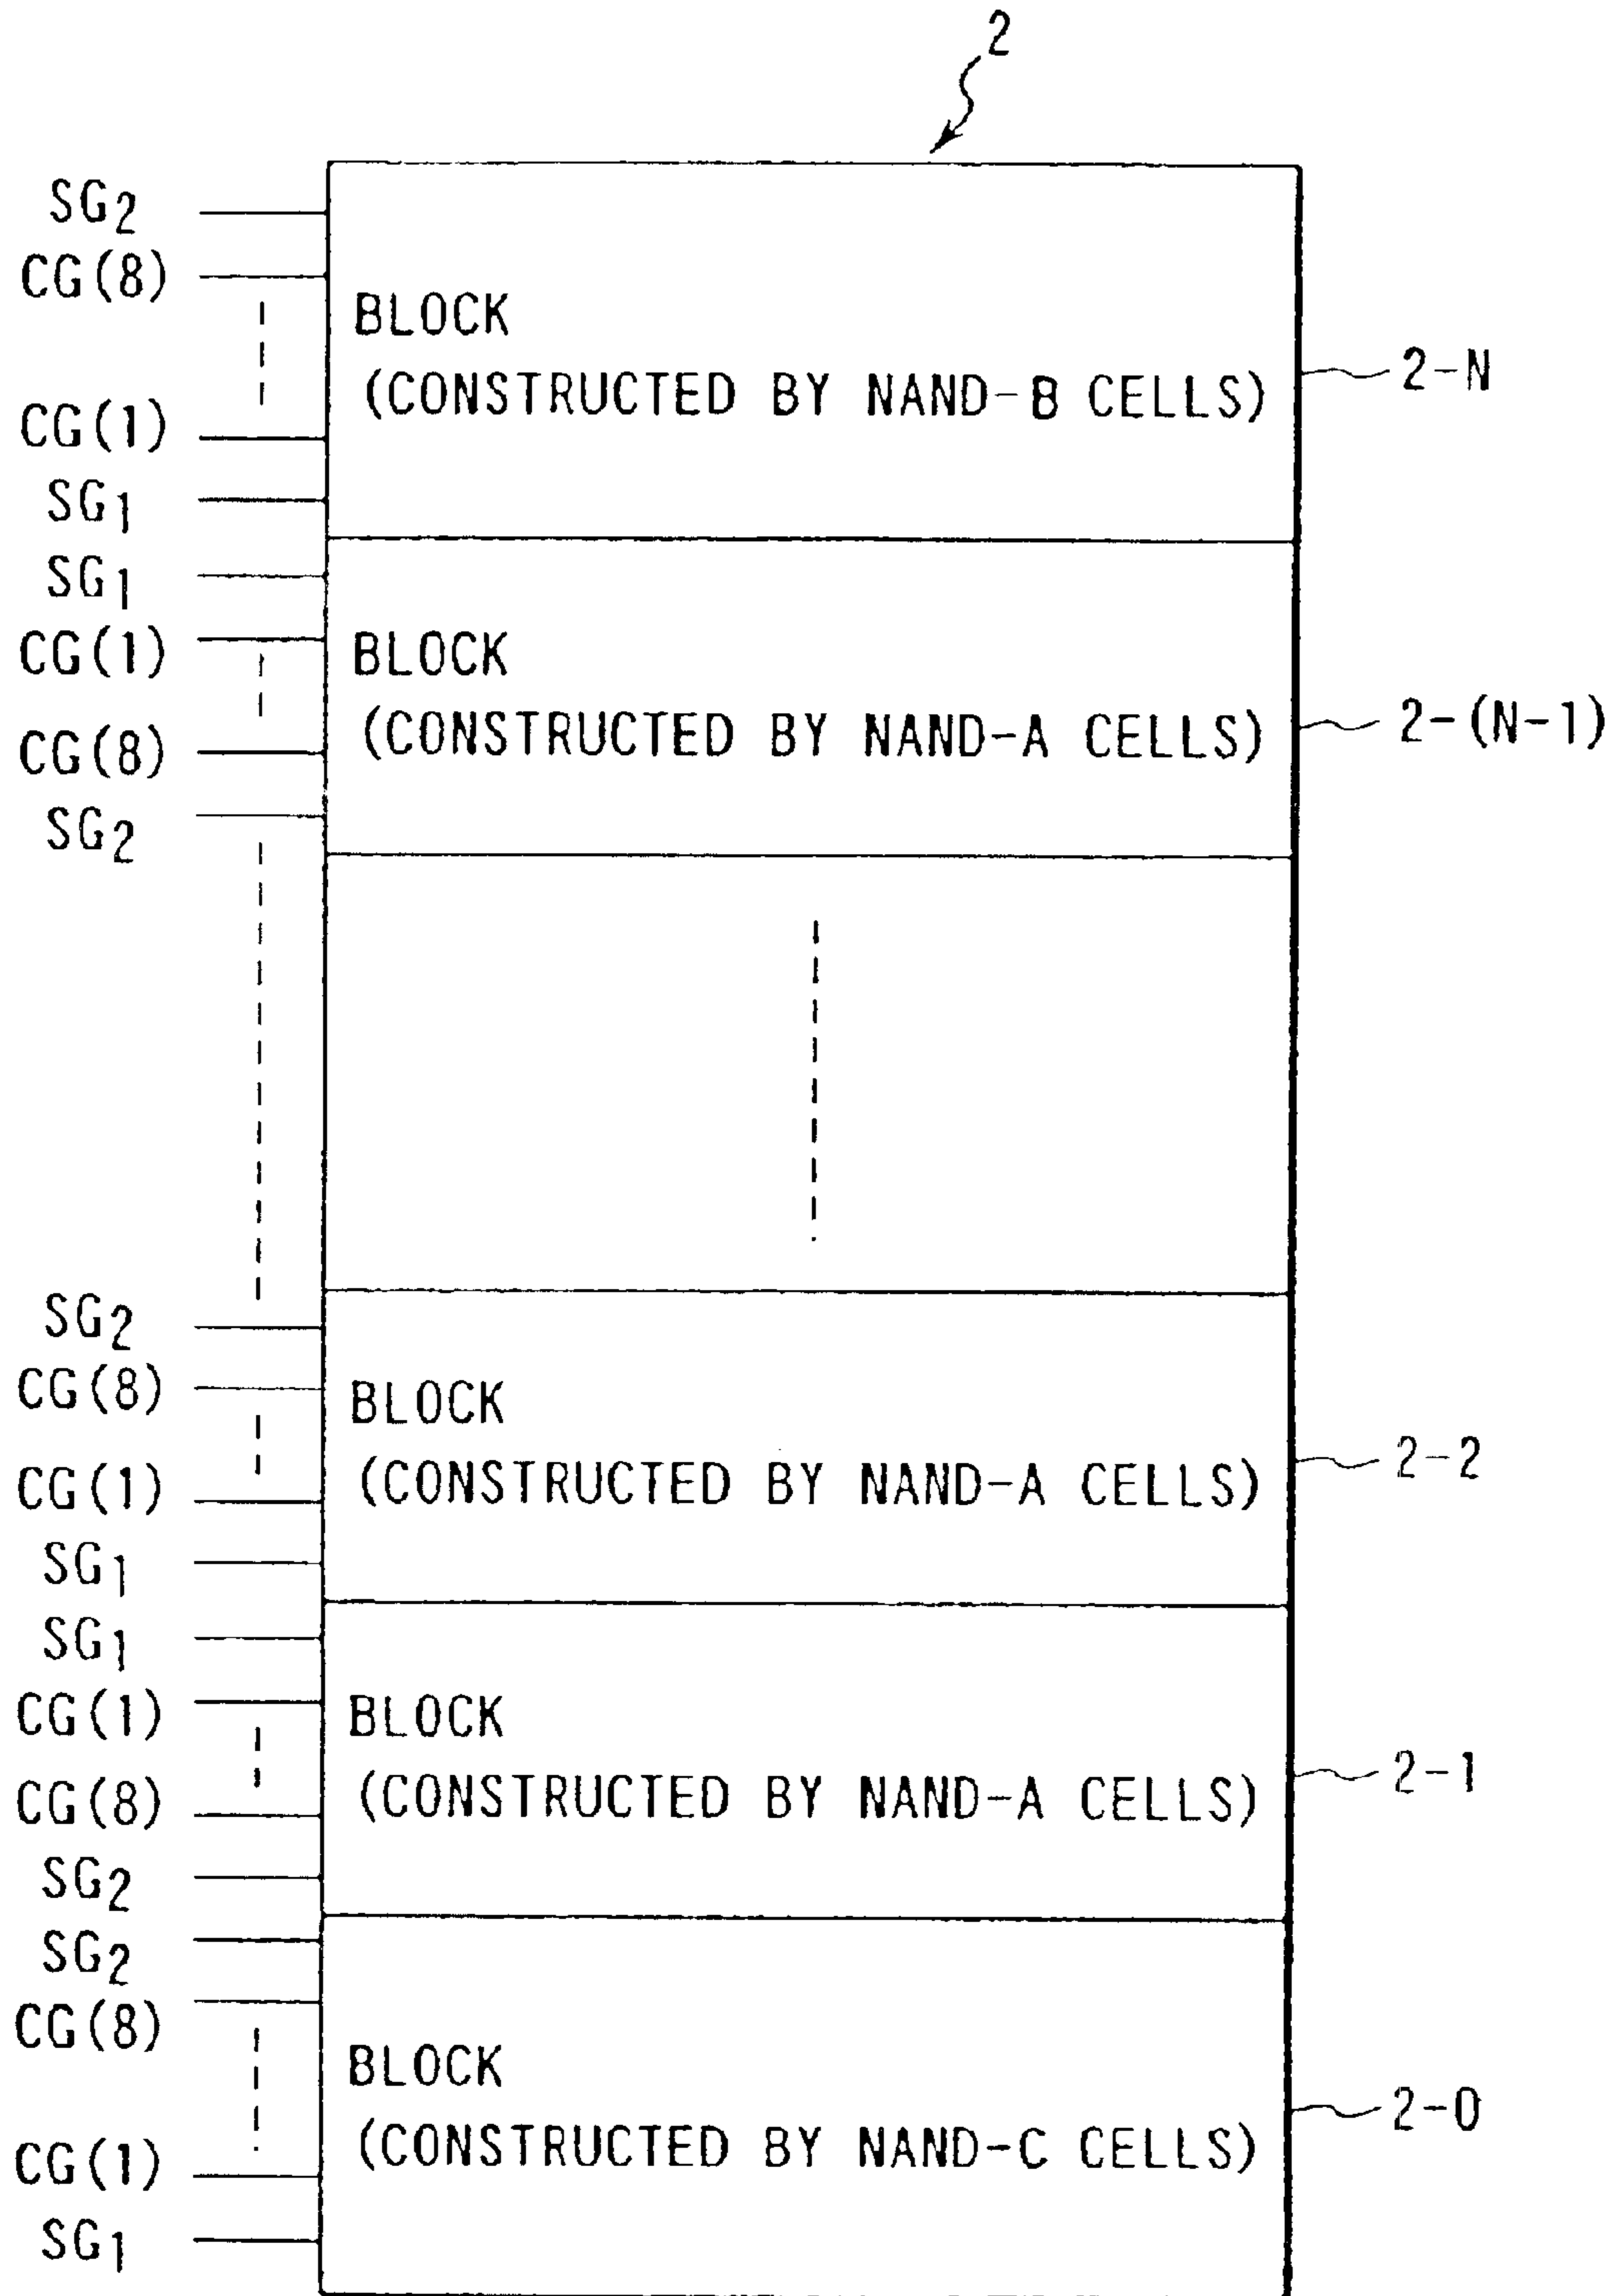 2
SG2
CG(8)
BLOCK
(CONSTRUCTED BY NAND-B CELLS)
2-N
CG(1)
SG1
SG1
CG(1)
BLOCK
(CONSTRUCTED BY NAND-A CELLS)
2-(N-1)
CG(8)
SG2
SG2
CG(8)
BLOCK
(CONSTRUCTED BY NAND-A CELLS)
2-2
CG(1)
SG1
SG1
CG(1)
BLOCK
(CONSTRUCTED BY NAND-A CELLS)
2-1
CG(8)
SG2
SG2
CG(8)
BLOCK
(CONSTRUCTED BY NAND-C CELLS)
2-0
CG(1)
SG1